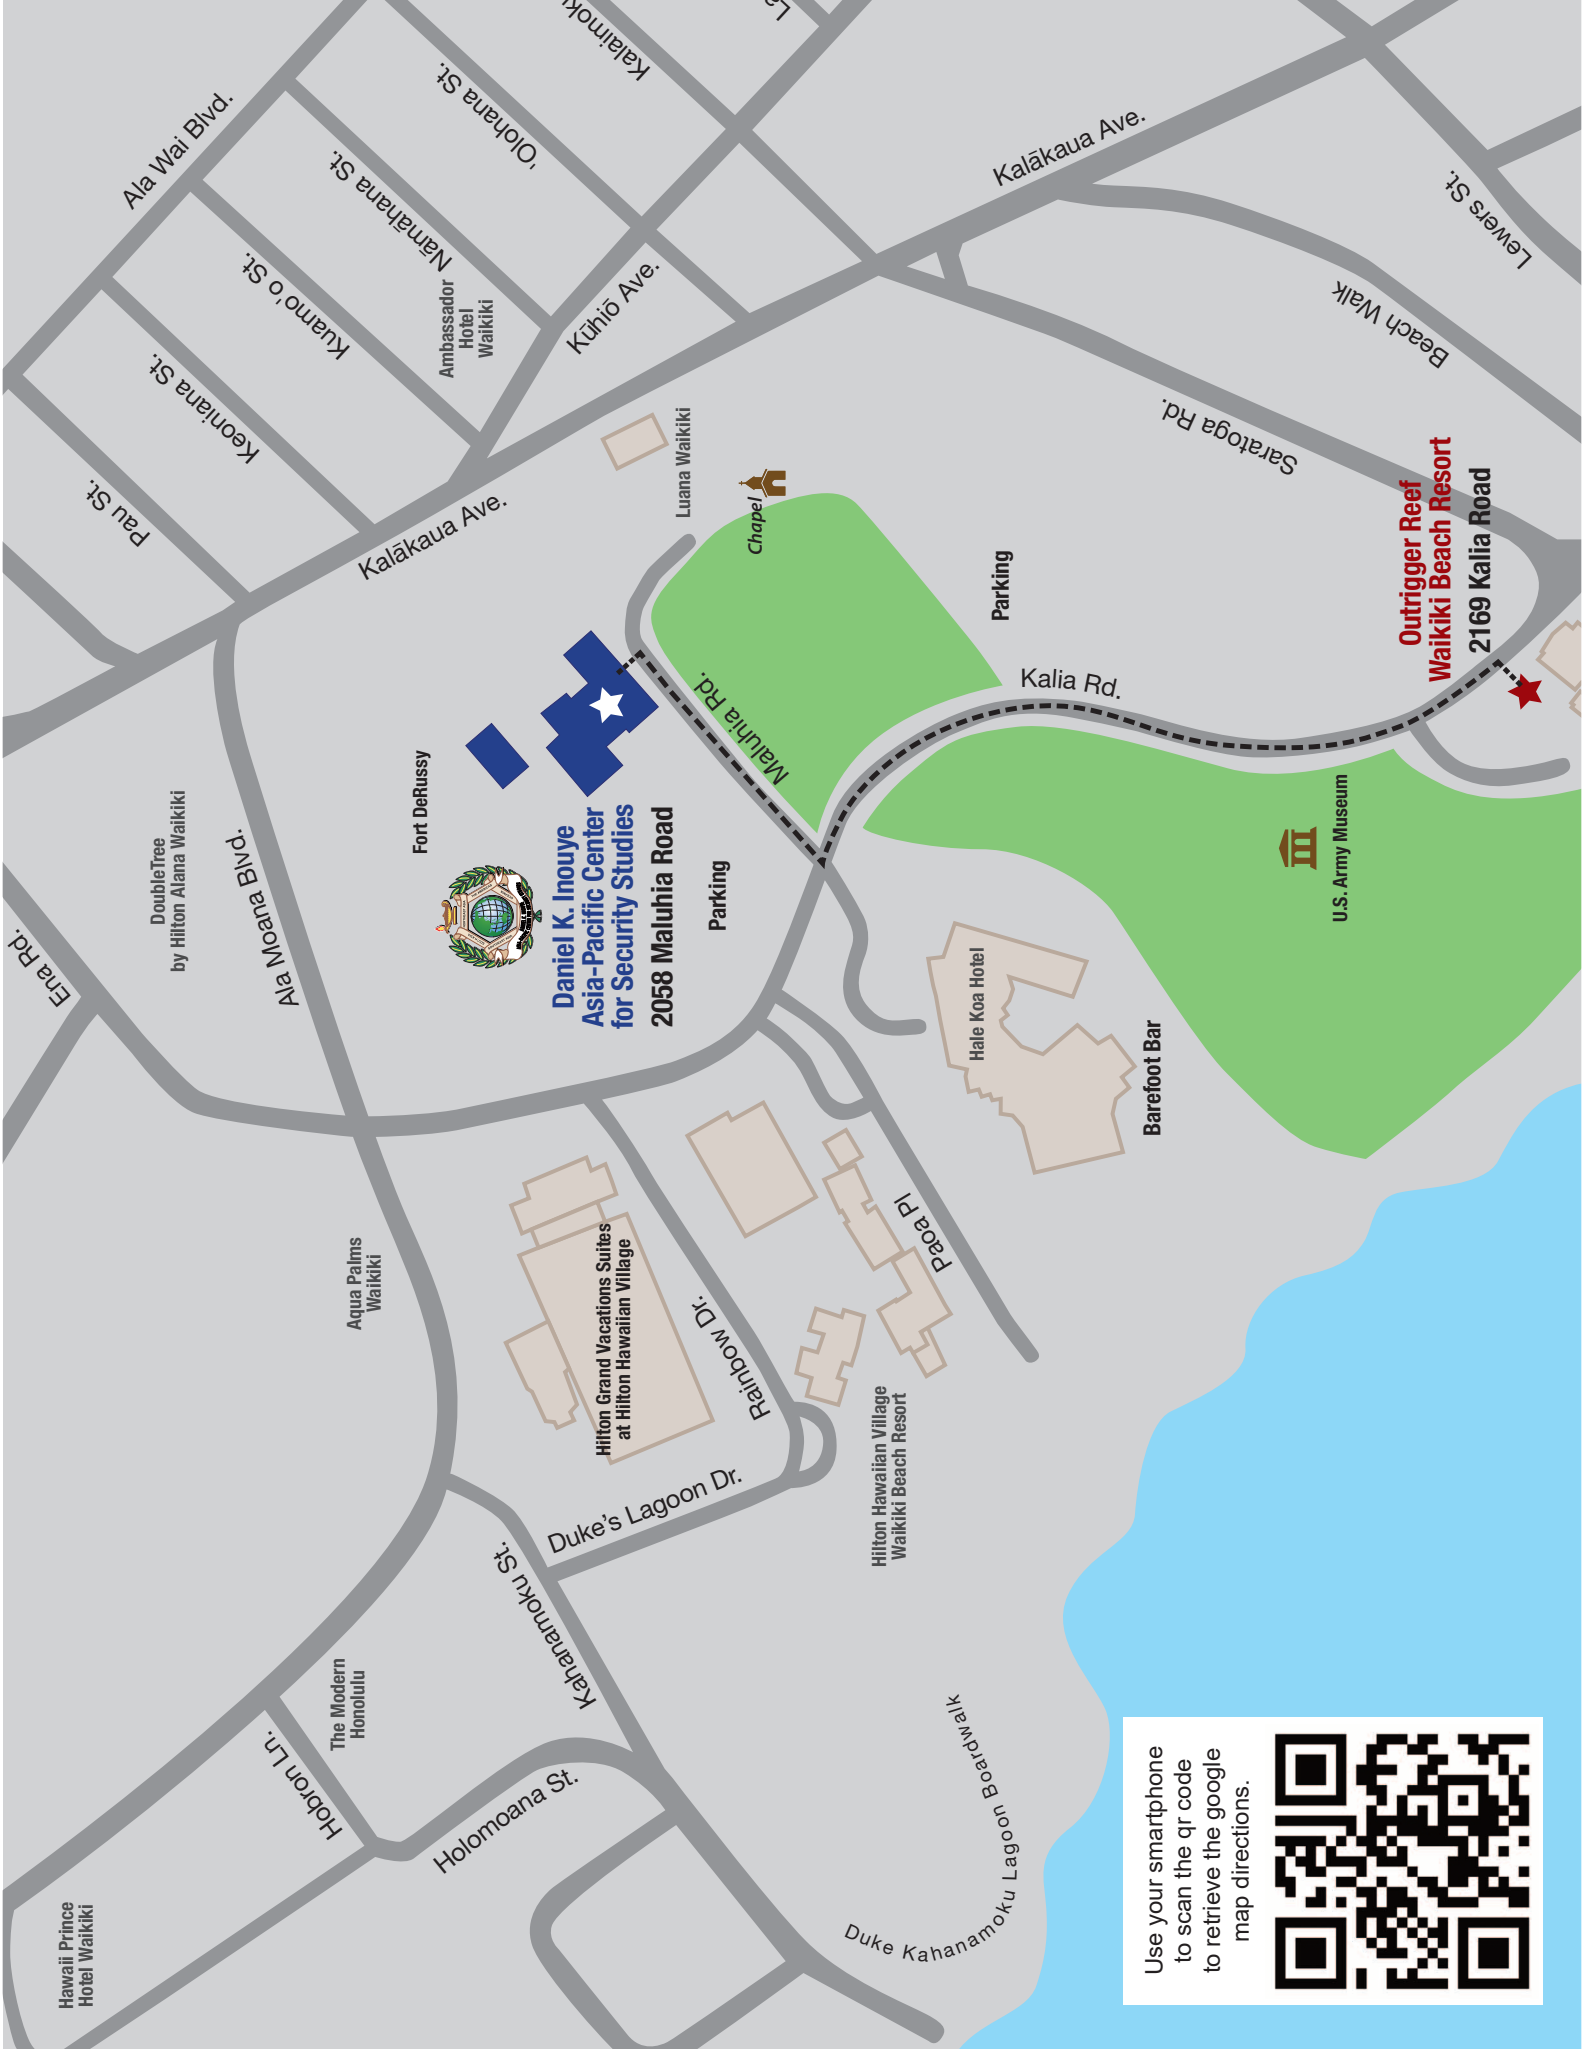 Hawaii Prince
Hotel Waikiki
Hobron Ln.
The Modern
Honolulu
Holomoana St.
Kahanamoku St.
Duke's Lagoon Dr.
Duke Kahanamoku Lagoon Boardwalk
Aqua Palms
Waikiki
Hilton Grand Vacations Suites
at Hilton Hawaiian Village
Rainbow Dr.
Hilton Hawaiian Village
Waikiki Beach Resort
Paoa Pl
Ena Rd.
DoubleTree
by Hilton Alana Waikiki
Ala Moana Blvd.
Fort DeRussy
Daniel K. Inouye
Asia-Pacific Center
for Security Studies
2058 Maluhia Road
Parking
Maluhia Rd.
Hale Koa Hotel
Barefoot Bar
U.S. Army Museum
Kalia Rd.
Parking
Chapel
Luana Waikiki
Kalākaua Ave.
Pau St.
Keoniana St.
Kuamo'o St.
Nāmāhana St.
'Olohana St.
Kalaimoku
La
Ala Wai Blvd.
Ambassador
Hotel
Waikiki
Kūhiō Ave.
Kalākaua Ave.
Saratoga Rd.
Beach Walk
Lewers St.
Outrigger Reef
Waikiki Beach Resort
2169 Kalia Road
Use your smartphone
to scan the qr code
to retrieve the google
map directions.